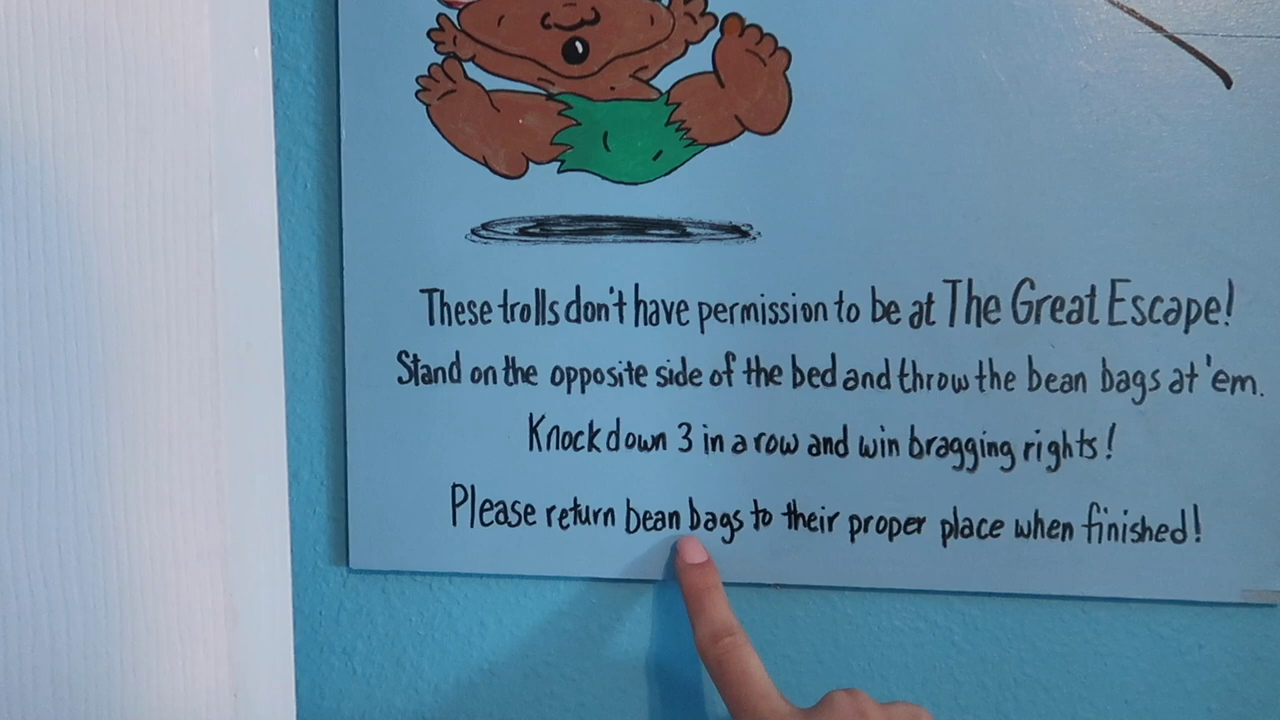 These trolls don't have permission to be at The Great Escape!
Stand on the opposite side of the bed and throw the bean bags at 'em.
Knock down 3 in a row and win bragging rights!
Please return bean bags to their proper place when finished!